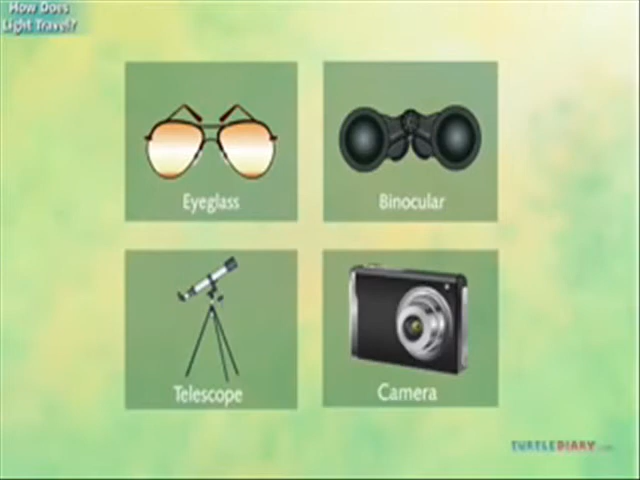 How Does
Light Travel?
Eyeglass
Binocular
Telescope
Camera
TURTLEDIARY.com